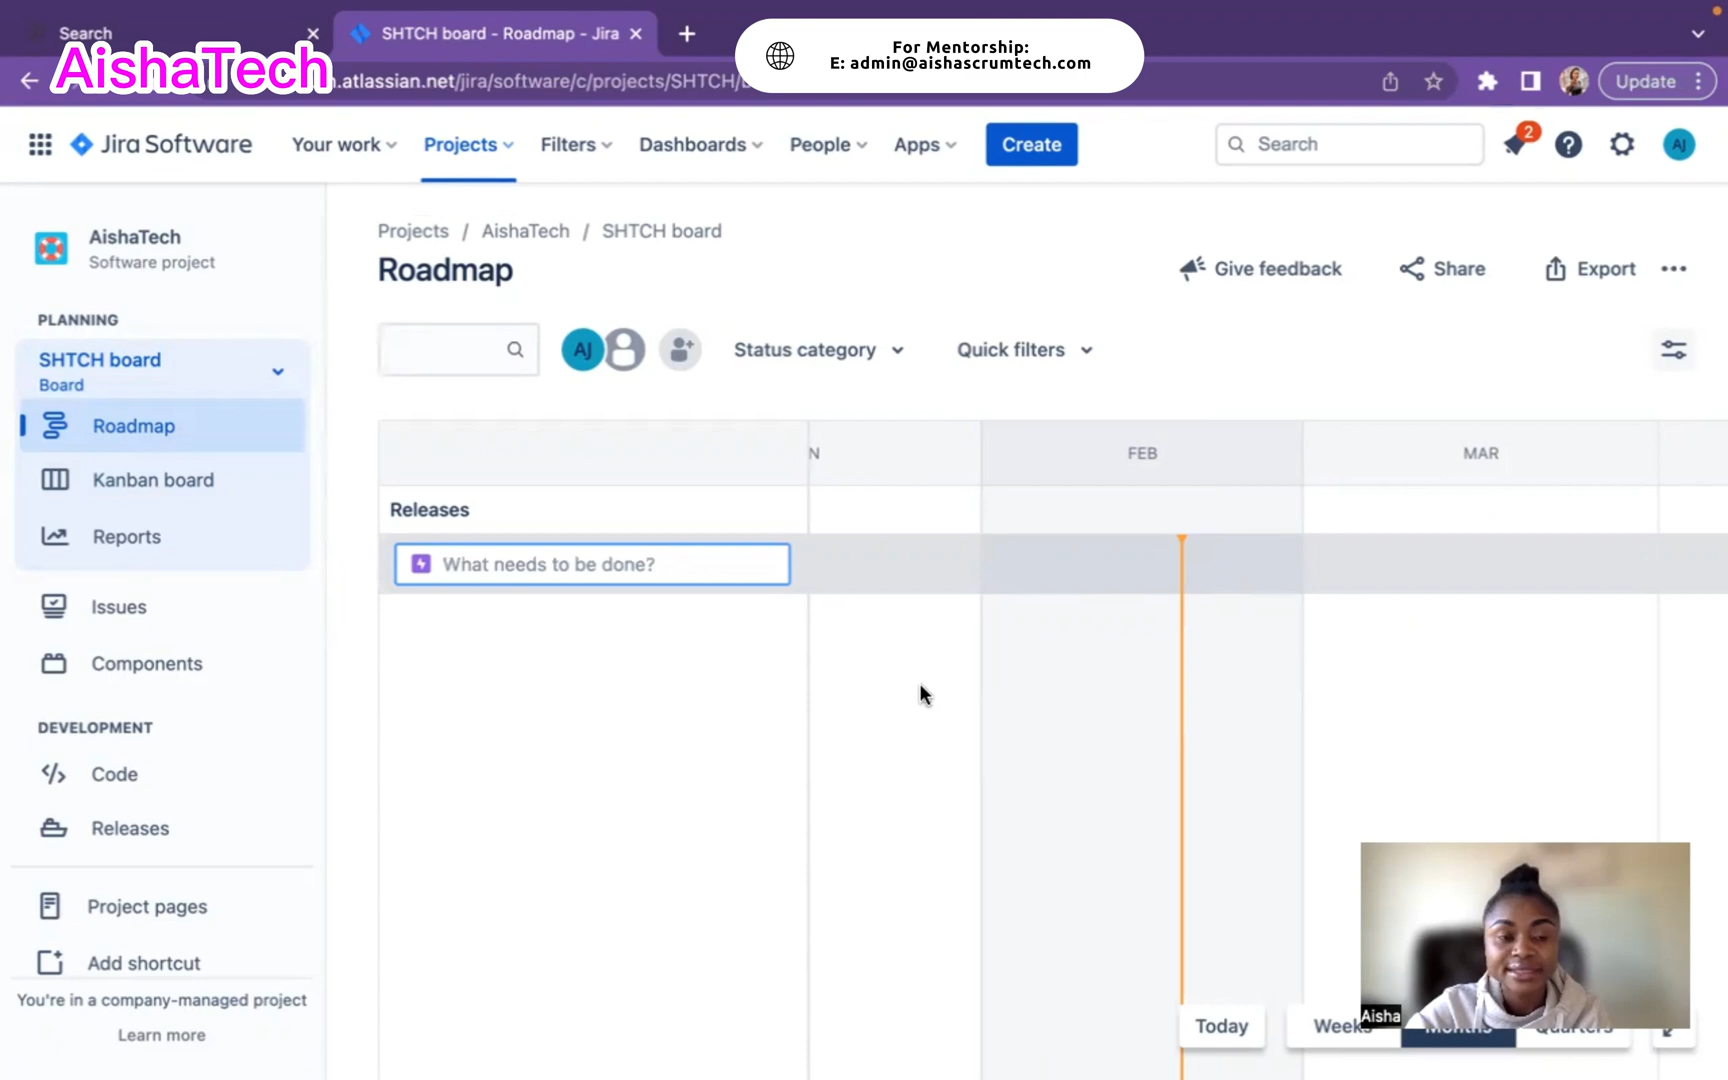 Search
SHTCH board - Roadmap - Jira
AishaTech
For Mentorship:
E: admin@aishascrumtech.com
.atlassian.net/jira/software/c/projects/SHTCH/
Update
Jira Software
Your work
Projects
Filters
Dashboards
People
Apps
Create
Search
2
AJ
AishaTech
Software project
PLANNING
SHTCH board
Board
Roadmap
Kanban board
Reports
Issues
Components
DEVELOPMENT
Code
Releases
Project pages
Add shortcut
You're in a company-managed project
Learn more
Projects / AishaTech / SHTCH board
Roadmap
Give feedback
Share
Export
AJ
Status category
Quick filters
N
FEB
MAR
Releases
What needs to be done?
Aisha
Today
Weeks
Months
Quarters